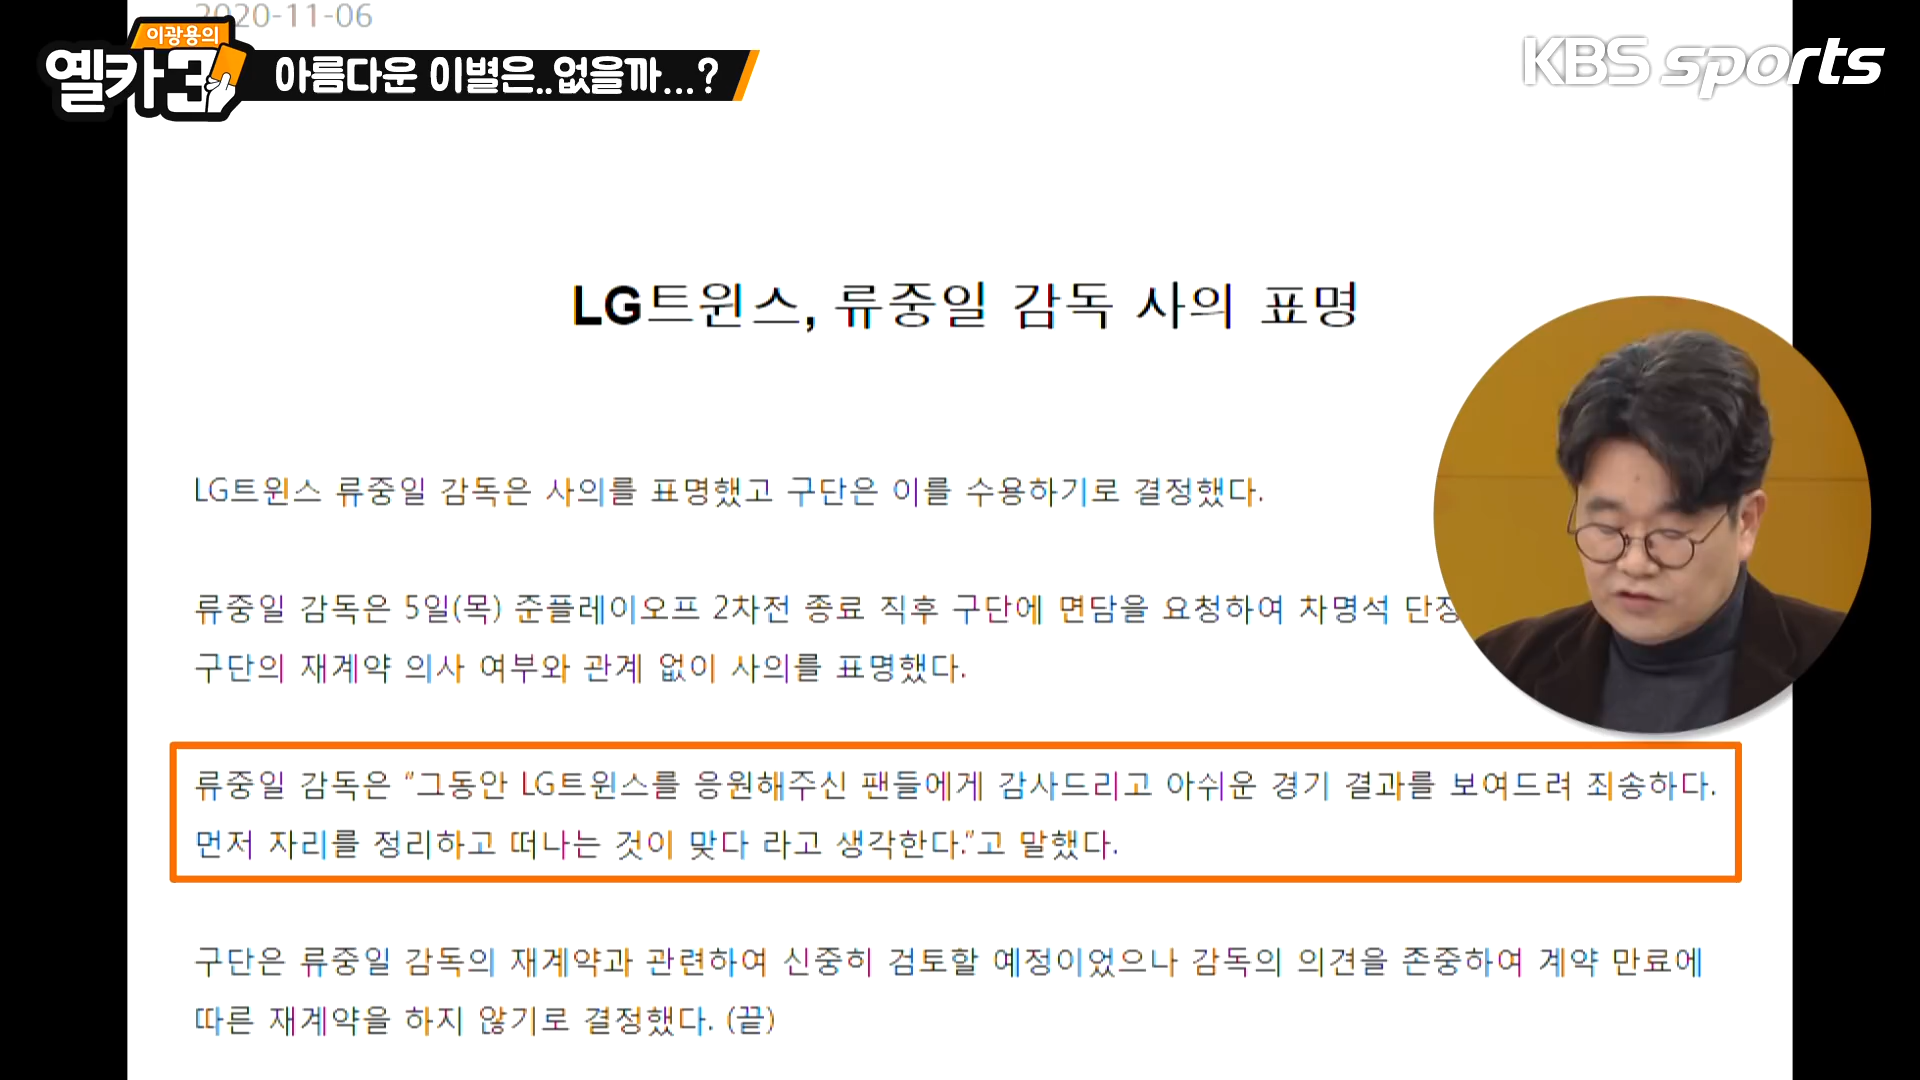 2020-11-06
이광용의
옐카3
아름다운 이별은..없을까...?
KBS sports
LG트윈스, 류중일 감독 사의 표명
LG트윈스 류중일 감독은 사의를 표명했고 구단은 이를 수용하기로 결정했다.
류중일 감독은 5일(목) 준플레이오프 2차전 종료 직후 구단에 면담을 요청하여 차명석 단장
구단의 재계약 의사 여부와 관계 없이 사의를 표명했다.
류중일 감독은 “그동안 LG트윈스를 응원해주신 팬들에게 감사드리고 아쉬운 경기 결과를 보여드려 죄송하다.
먼저 자리를 정리하고 떠나는 것이 맞다 라고 생각한다.”고 말했다.
구단은 류중일 감독의 재계약과 관련하여 신중히 검토할 예정이었으나 감독의 의견을 존중하여 계약 만료에
따른 재계약을 하지 않기로 결정했다. (끝)